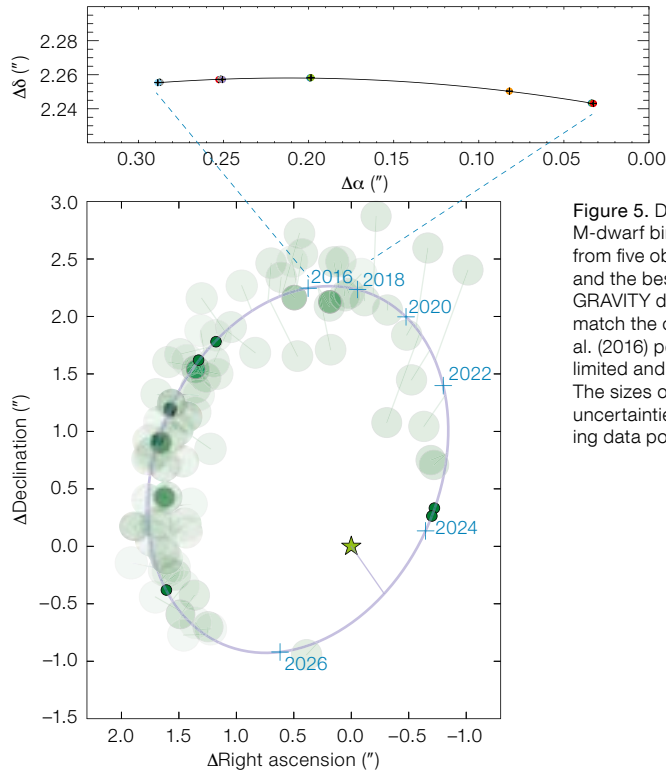 2.30
2.28
2.26
2.24
Δδ (″)
0.30 0.25 0.20 0.15 0.10 0.05 0.00
Δα (″)
3.0
2.5
2.0
1.5
1.0
0.5
0.0
–0.5
–1.0
–1.5
ΔDeclination (″)
2016
2018
2020
2022
2024
2026
2.0 1.5 1.0 0.5 0.0 –0.5 –1.0
ΔRight ascension (″)
Figure 5. D
M-dwarf bin
from five ob
and the bes
GRAVITY d
match the c
al. (2016) po
limited and
The sizes o
uncertaintie
ing data po